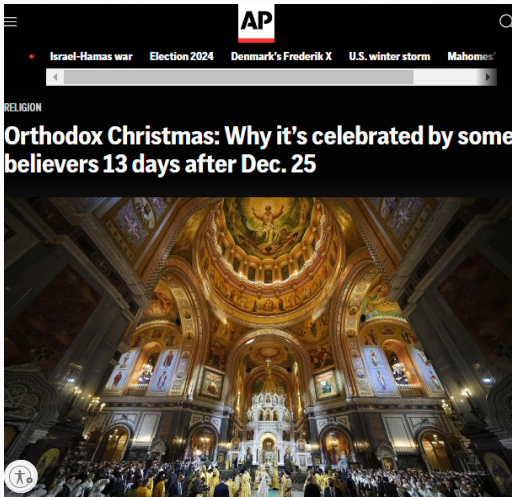 AP
Israel-Hamas war Election 2024 Denmark's Frederik X U.S. winter storm Mahomes'
RELIGION
Orthodox Christmas: Why it's celebrated by some
believers 13 days after Dec. 25